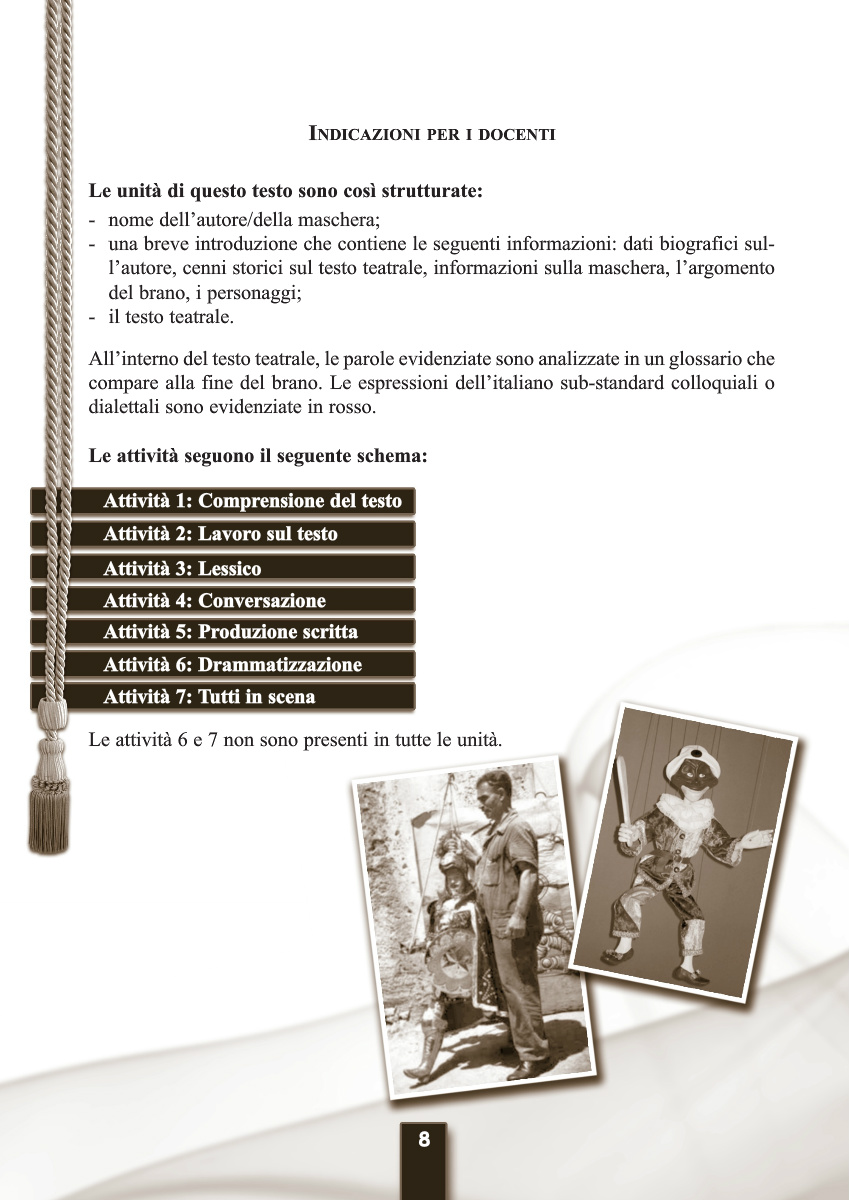 Indicazioni per i docenti
Le unità di questo testo sono così strutturate:
- nome dell’autore/della maschera;
- una breve introduzione che contiene le seguenti informazioni: dati biografici sul-
l’autore, cenni storici sul testo teatrale, informazioni sulla maschera, l’argomento
del brano, i personaggi;
- il testo teatrale.
All’interno del testo teatrale, le parole evidenziate sono analizzate in un glossario che
compare alla fine del brano. Le espressioni dell’italiano sub-standard colloquiali o
dialettali sono evidenziate in rosso.
Le attività seguono il seguente schema:
Attività 1: Comprensione del testo
Attività 2: Lavoro sul testo
Attività 3: Lessico
Attività 4: Conversazione
Attività 5: Produzione scritta
Attività 6: Drammatizzazione
Attività 7: Tutti in scena
Le attività 6 e 7 non sono presenti in tutte le unità.
8